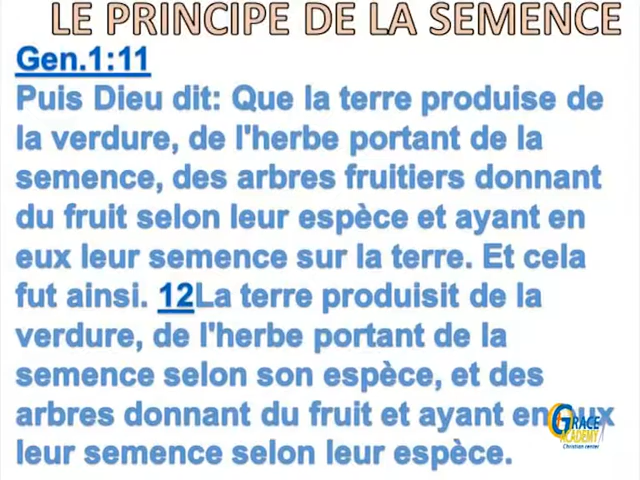 LE PRINCIPE DE LA SEMENCE
Gen.1:11
Puis Dieu dit: Que la terre produise de
la verdure, de l'herbe portant de la
semence, des arbres fruitiers donnant
du fruit selon leur espèce et ayant en
eux leur semence sur la terre. Et cela
fut ainsi. 12La terre produisit de la
verdure, de l'herbe portant de la
semence selon son espèce, et des
arbres donnant du fruit et ayant en eux
leur semence selon leur espèce.
GRACE
ACADEMY
Christian center